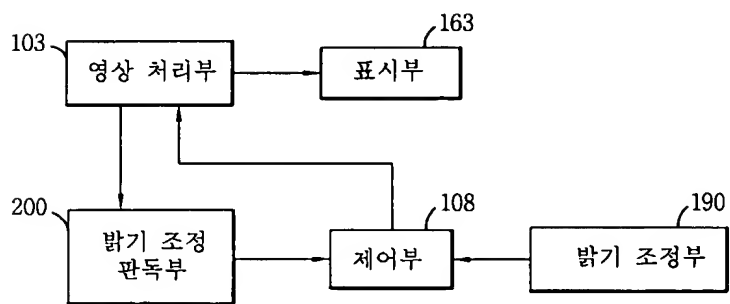 103
영상 처리부
163
표시부
200
밝기 조정
판독부
108
제어부
190
밝기 조정부